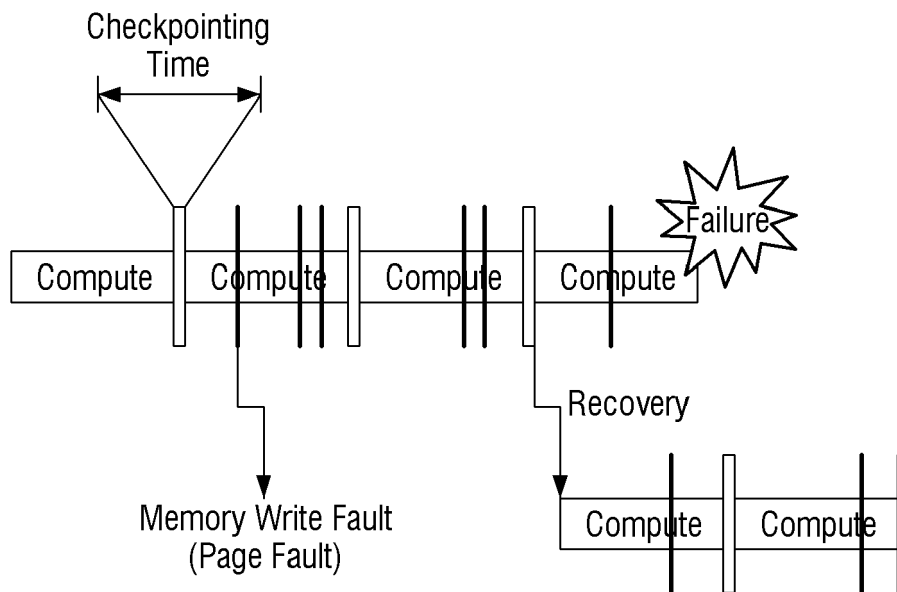 Checkpointing
Time
Failure
Compute
Compute
Compute
Compute
Recovery
Memory Write Fault
(Page Fault)
Compute
Compute